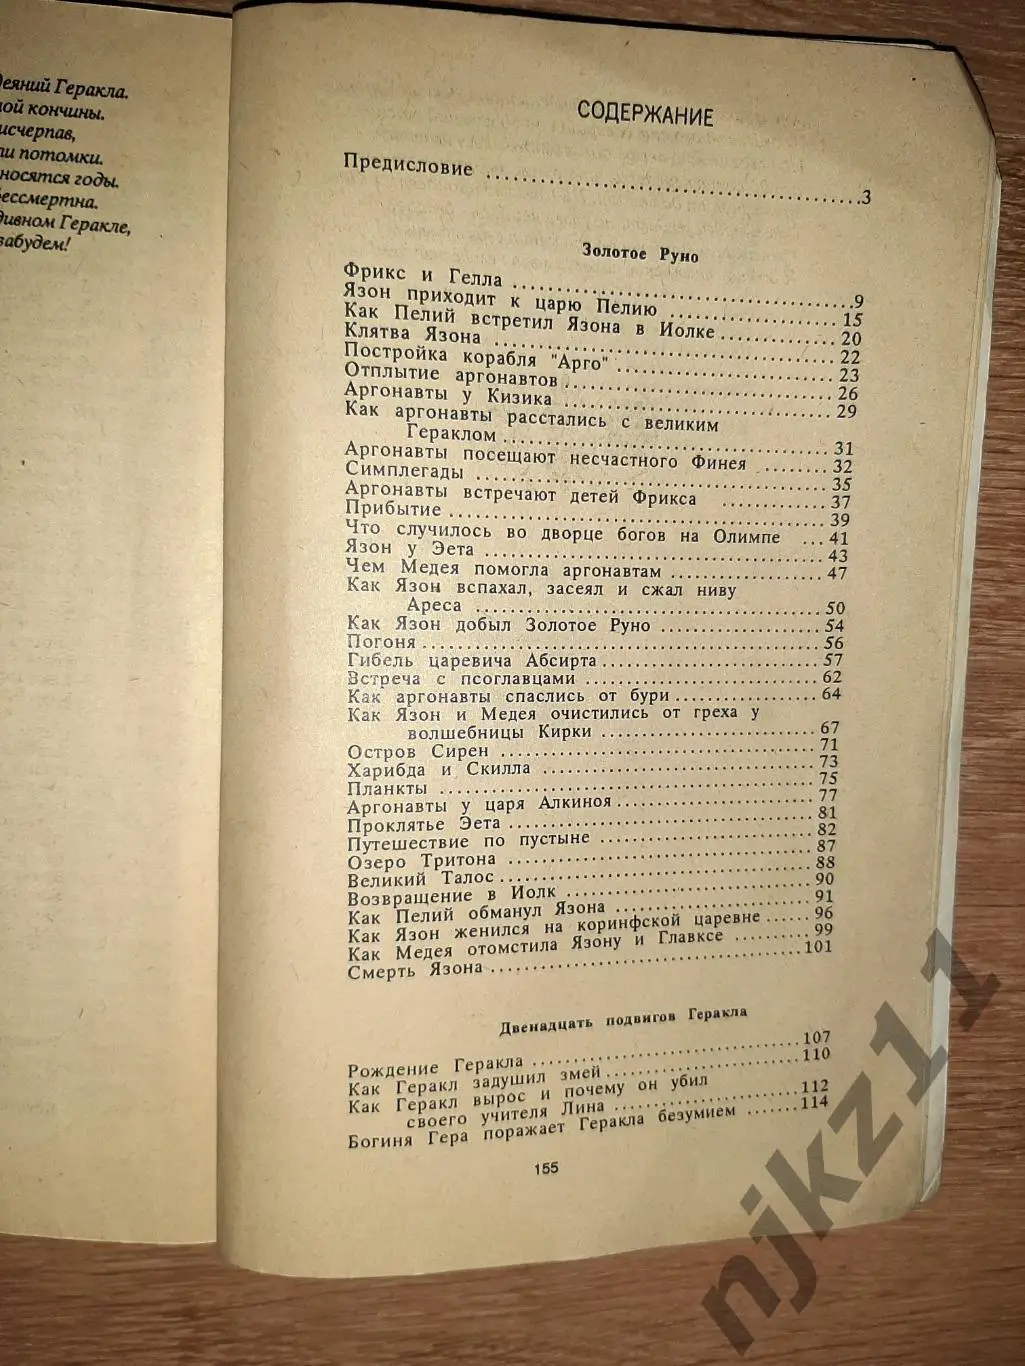 деяний Геракла.
кончины.
исчерпав,
потомки.
годы.
бессмертна.
дивном Геракле,
забудем!
СОДЕРЖАНИЕ
Предисловие ........................................3
Золотое Руно
Фрикс и Гелла ........................................9
Язон приходит к царю Пелию ........................15
Как Пелий встретил Язона в Иолке ............20
Клятва Язона ........................................22
Постройка корабля "Арго" ........................23
Отплытие аргонавтов ............................26
Аргонавты у Кизика ............................29
Как аргонавты расстались с великим
Гераклом ........................................31
Аргонавты посещают несчастного Финея ........32
Симплегады ........................................35
Аргонавты встречают детей Фрикса ............37
Прибытие ........................................39
Что случилось во дворце богов на Олимпе ...41
Язон у Эета ........................................43
Чем Медея помогла аргонавтам ................47
Как Язон вспахал, засеял и сжал ниву
Ареса ........................................50
Как Язон добыл Золотое Руно ................54
Погоня ........................................56
Гибель царевича Абсирта ........................57
Встреча с псоглавцами ........................62
Как аргонавты спаслись от бури ................64
Как Язон и Медея очистились от греха у
волшебницы Кирки ........................67
Остров Сирен ................................71
Харибда и Скилла ............................73
Планкты ........................................75
Аргонавты у царя Алкиноя ....................77
Проклятье Эета ................................81
Путешествие по пустыне ........................82
Озеро Тритона ................................87
Великий Талос ................................88
Возвращение в Иолк ............................90
Как Пелий обманул Язона ....................91
Как Язон женился на коринфской царевне ......96
Как Медея отомстила Язону и Главксе ........99
Смерть Язона ................................101
Двенадцать подвигов Геракла
Рождение Геракла ............................107
Как Геракл задушил змей ....................110
Как Геракл вырос и почему он убил
своего учителя Лина ....................112
Богиня Гера поражает Геракла безумием .......114
155
njkz11